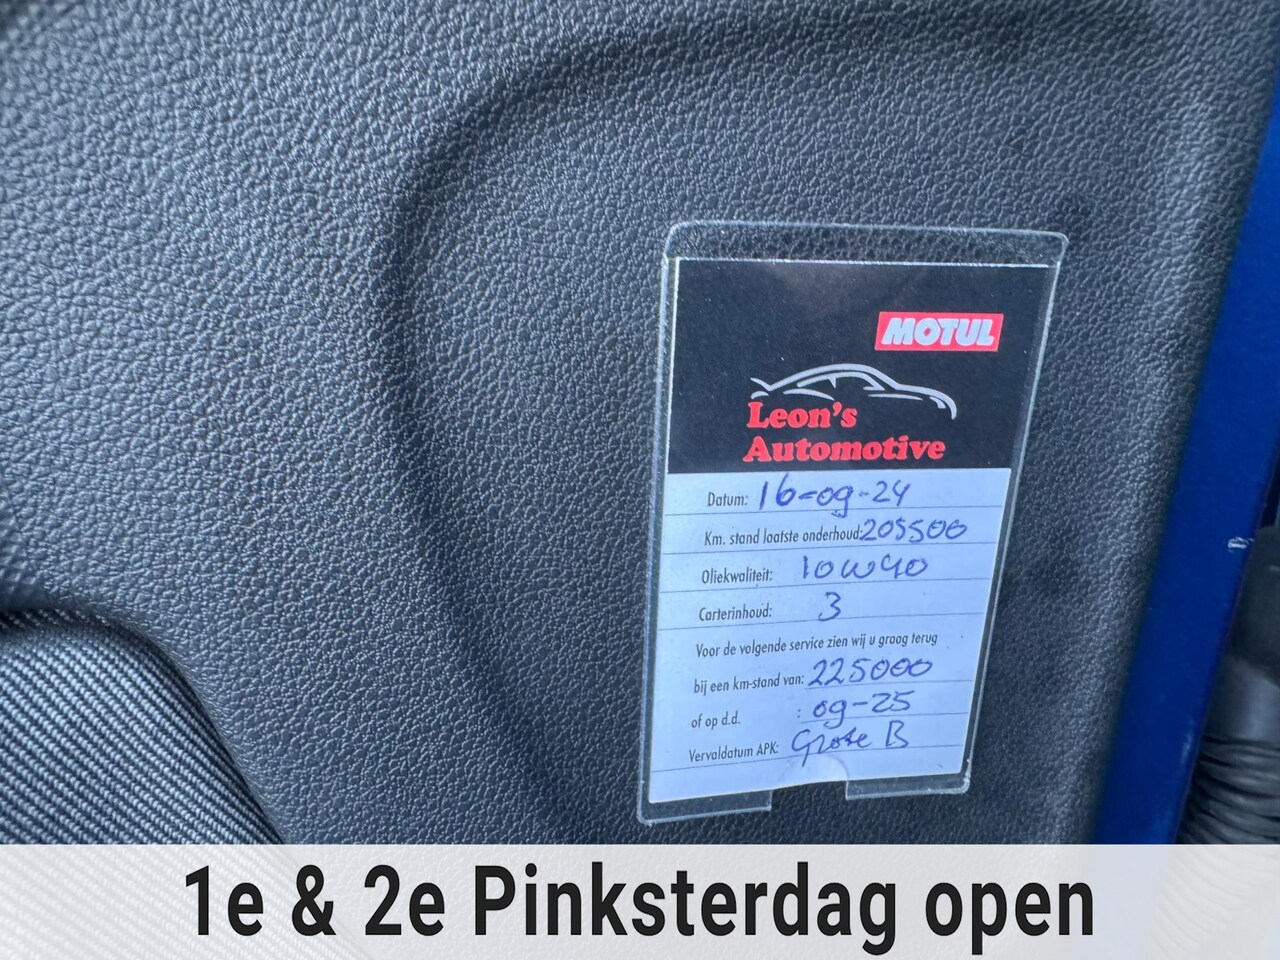 MOTUL
Leon's
Automotive
Datum: 16-09-24
Km. stand laatste onderhoud: 205500
Oliekwaliteit: 10W40
Carterinhoud: 3
Voor de volgende service zien wij u graag terug
bij een km-stand van: 225000
of op d.d. : 09-25
Vervaldatum APK: Grote B
1e & 2e Pinksterdag open